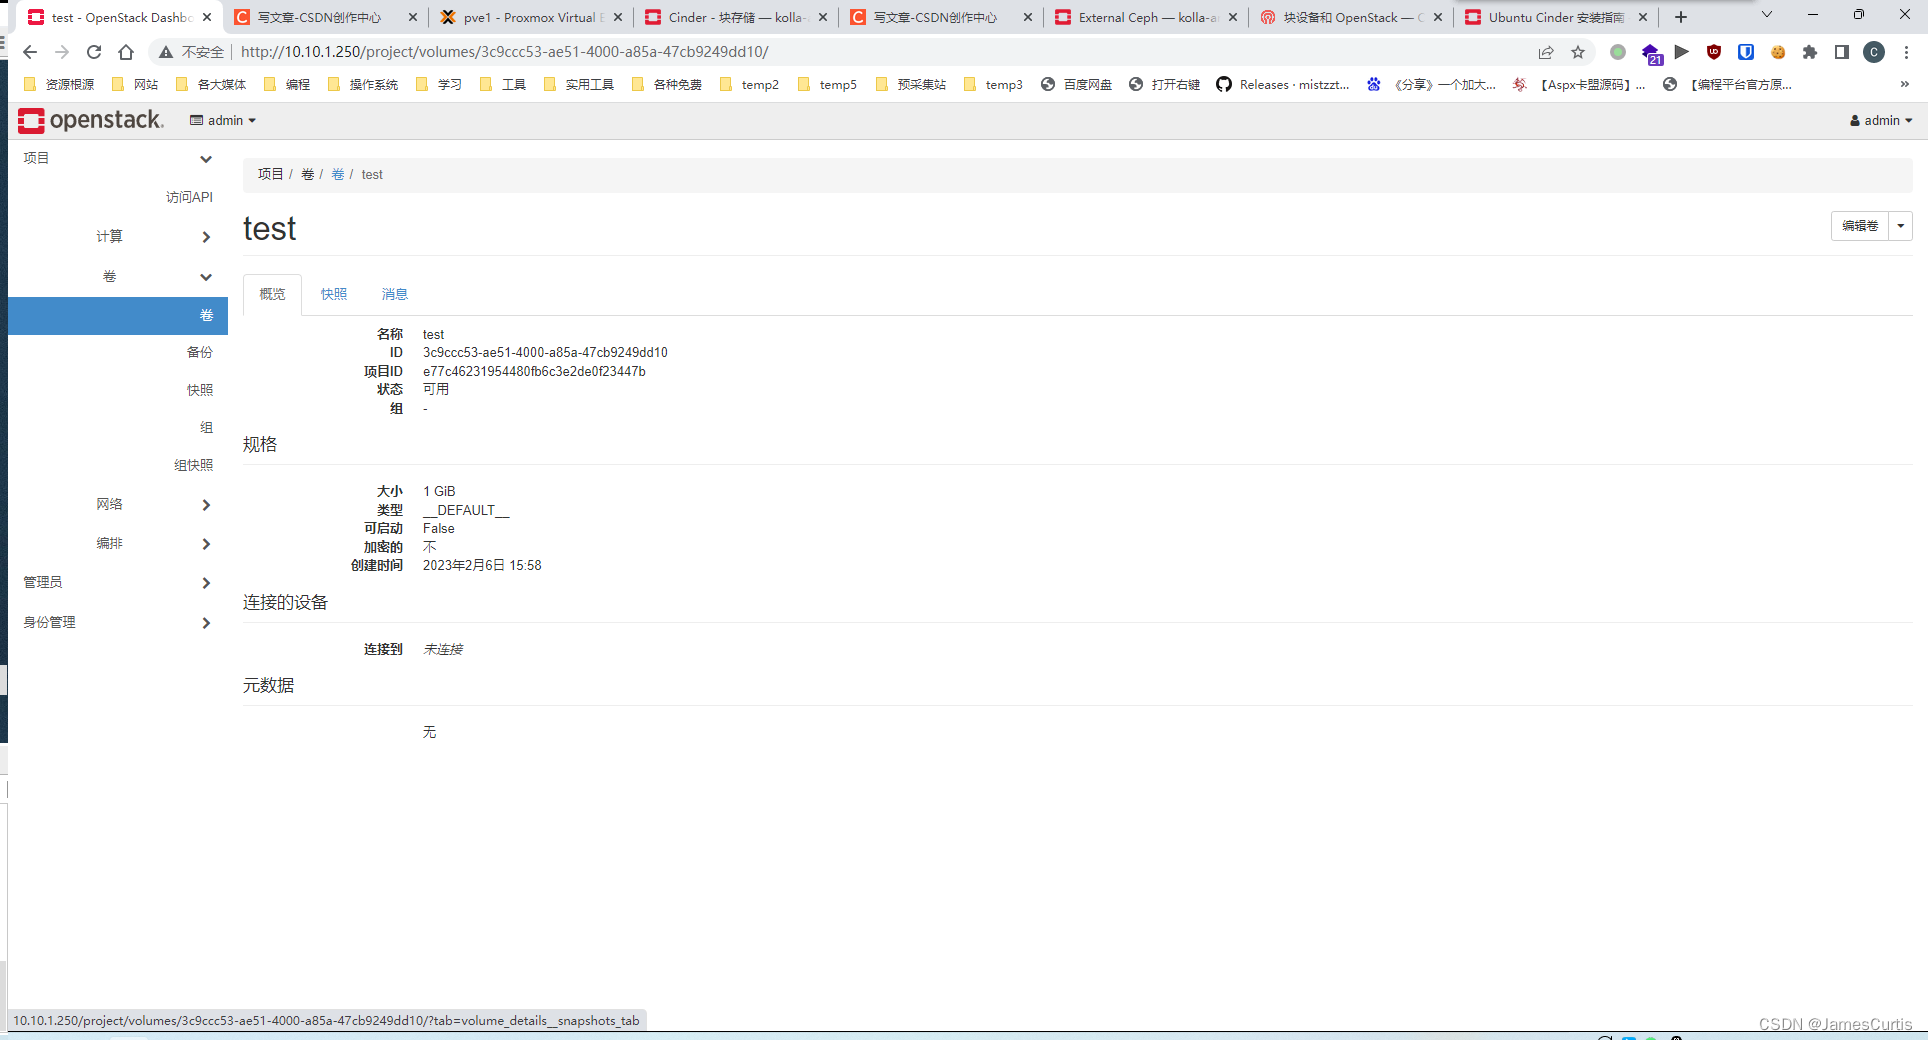 test - OpenStack Dashbo
写文章-CSDN创作中心
pve1 - Proxmox Virtual E
Cinder - 块存储 — kolla-
写文章-CSDN创作中心
External Ceph — kolla-a
块设备和 OpenStack — C
Ubuntu Cinder 安装指南
不安全
http://10.10.1.250/project/volumes/3c9ccc53-ae51-4000-a85a-47cb9249dd10/
21
C
资源根源 网站 各大媒体 编程 操作系统 学习 工具 实用工具 各种免费 temp2 temp5 预采集站 temp3 百度网盘 打开右键 Releases · mistzzt... 《分享》一个加大... 【Aspx卡盟源码】... 【编程平台官方原... »
openstack.
admin
admin
项目
访问API
计算
卷
卷
备份
快照
组
组快照
网络
编排
管理员
身份管理
项目 / 卷 / 卷 / test
test
编辑卷
概览 快照 消息
名称 test
ID 3c9ccc53-ae51-4000-a85a-47cb9249dd10
项目ID e77c46231954480fb6c3e2de0f23447b
状态 可用
组 -
规格
大小 1 GiB
类型 __DEFAULT__
可启动 False
加密的 不
创建时间 2023年2月6日 15:58
连接的设备
连接到 未连接
元数据
无
10.10.1.250/project/volumes/3c9ccc53-ae51-4000-a85a-47cb9249dd10/?tab=volume_details__snapshots_tab
CSDN @JamesCurtis